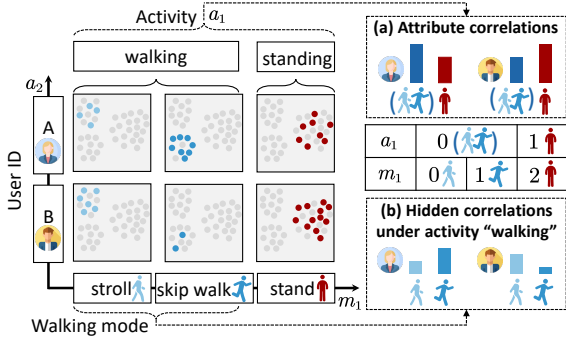 Activity a1
walking
standing
a2
User ID
A
B
stroll
skip walk
stand
m1
Walking mode
(a) Attribute correlations
( ) ( )
a1 0( ) 1
m1 0 1 2
(b) Hidden correlations
under activity "walking"